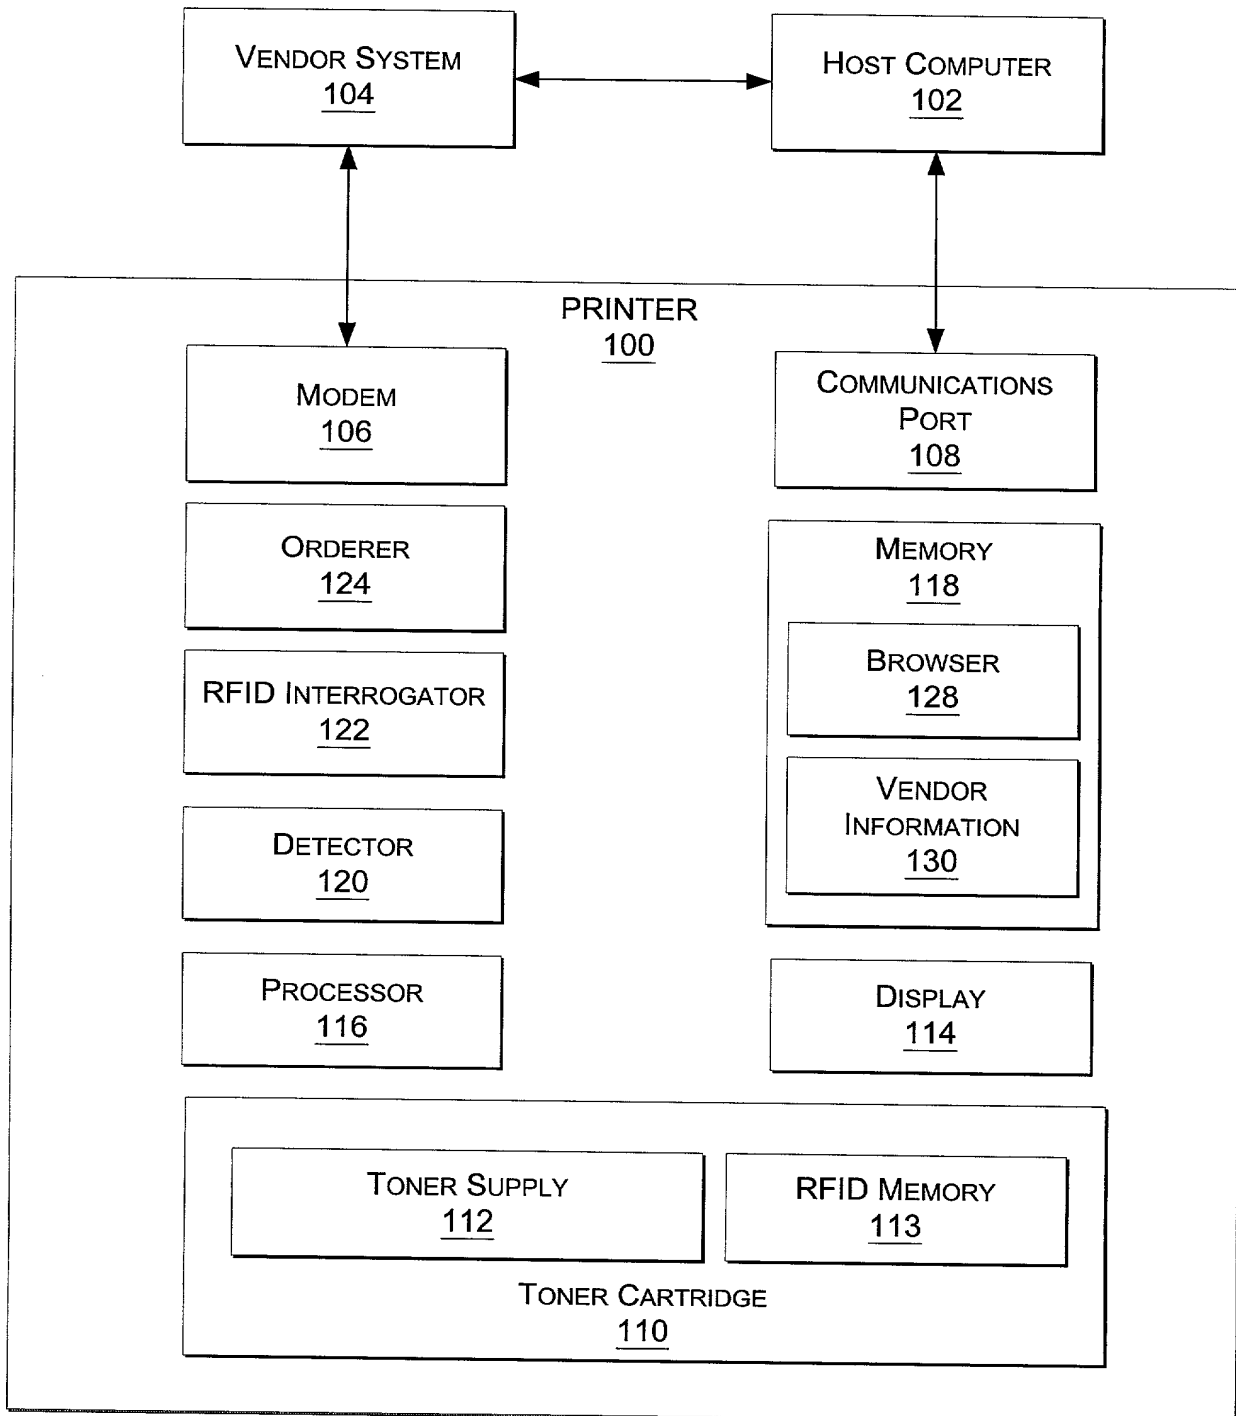 VENDOR SYSTEM
104
HOST COMPUTER
102
PRINTER
100
MODEM
106
COMMUNICATIONS
PORT
108
ORDERER
124
MEMORY
118
RFID INTERROGATOR
122
BROWSER
128
DETECTOR
120
VENDOR
INFORMATION
130
PROCESSOR
116
DISPLAY
114
TONER SUPPLY
112
RFID MEMORY
113
TONER CARTRIDGE
110